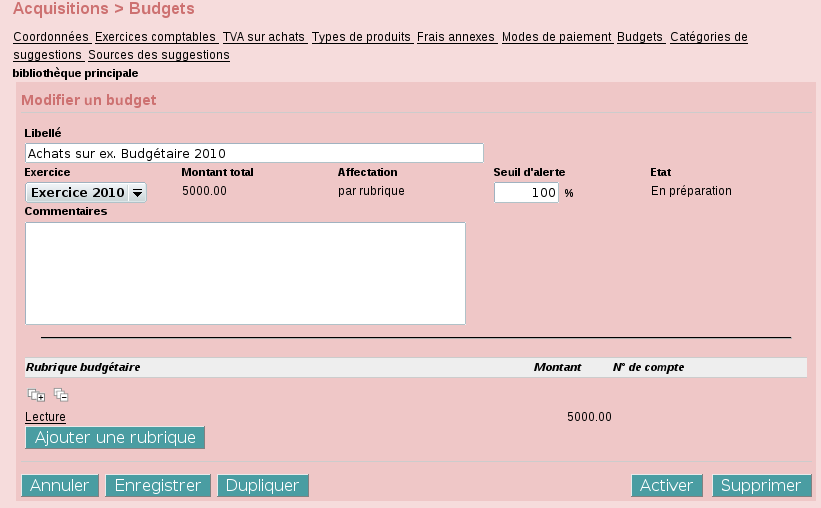 Acquisitions > Budgets
Coordonnées Exercices comptables TVA sur achats Types de produits Frais annexes Modes de paiement Budgets Catégories de
suggestions Sources des suggestions
bibliothèque principale
Modifier un budget
Libellé
Achats sur ex. Budgétaire 2010
Exercice Montant total Affectation Seuil d'alerte Etat
Exercice 2010 5000.00 par rubrique 100 % En préparation
Commentaires
Rubrique budgétaire Montant N° de compte
Lecture 5000.00
Ajouter une rubrique
Annuler Enregistrer Dupliquer Activer Supprimer